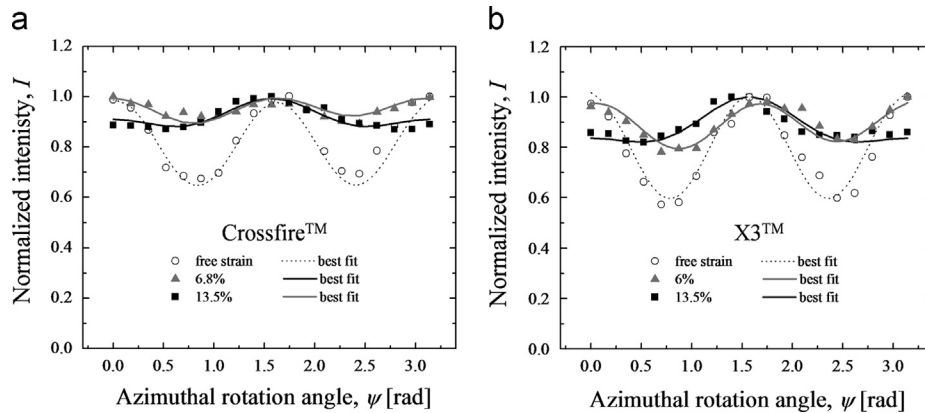 a
b
1.2
1.0
0.8
0.6
0.4
0.2
0.0
Normalized intenisty, I
Crossfire™
free strain best fit
6.8% best fit
13.5% best fit
0.0 0.5 1.0 1.5 2.0 2.5 3.0
Azimuthal rotation angle, ψ [rad]
1.2
1.0
0.8
0.6
0.4
0.2
0.0
Normalized intenisty, I
X3™
free strain best fit
6% best fit
13.5% best fit
0.0 0.5 1.0 1.5 2.0 2.5 3.0
Azimuthal rotation angle, ψ [rad]